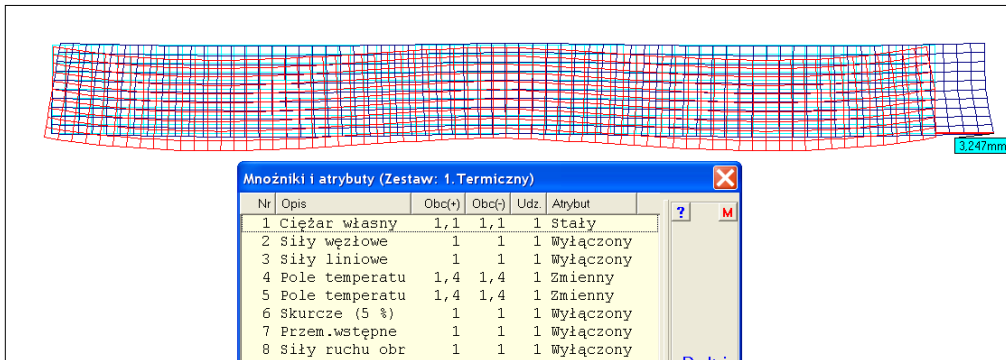 3,247mm
Mnożniki i atrybuty (Zestaw: 1.Termiczny)
Nr Opis Obc(+) Obc(-) Udz. Atrybut
? M
1 Ciężar własny 1,1 1,1 1 Stały
2 Siły węzłowe 1 1 1 Wyłączony
3 Siły liniowe 1 1 1 Wyłączony
4 Pole temperatu 1,4 1,4 1 Zmienny
5 Pole temperatu 1,4 1,4 1 Zmienny
6 Skurcze (5 %) 1 1 1 Wyłączony
7 Przem.wstępne 1 1 1 Wyłączony
8 Siły ruchu obr 1 1 1 Wyłączony